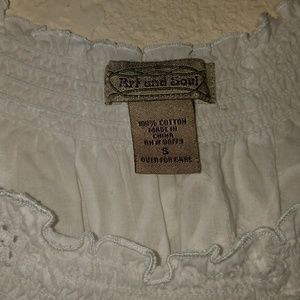 Art and Soul
100% COTTON
MADE IN
CHINA
S
OVER FOR CARE